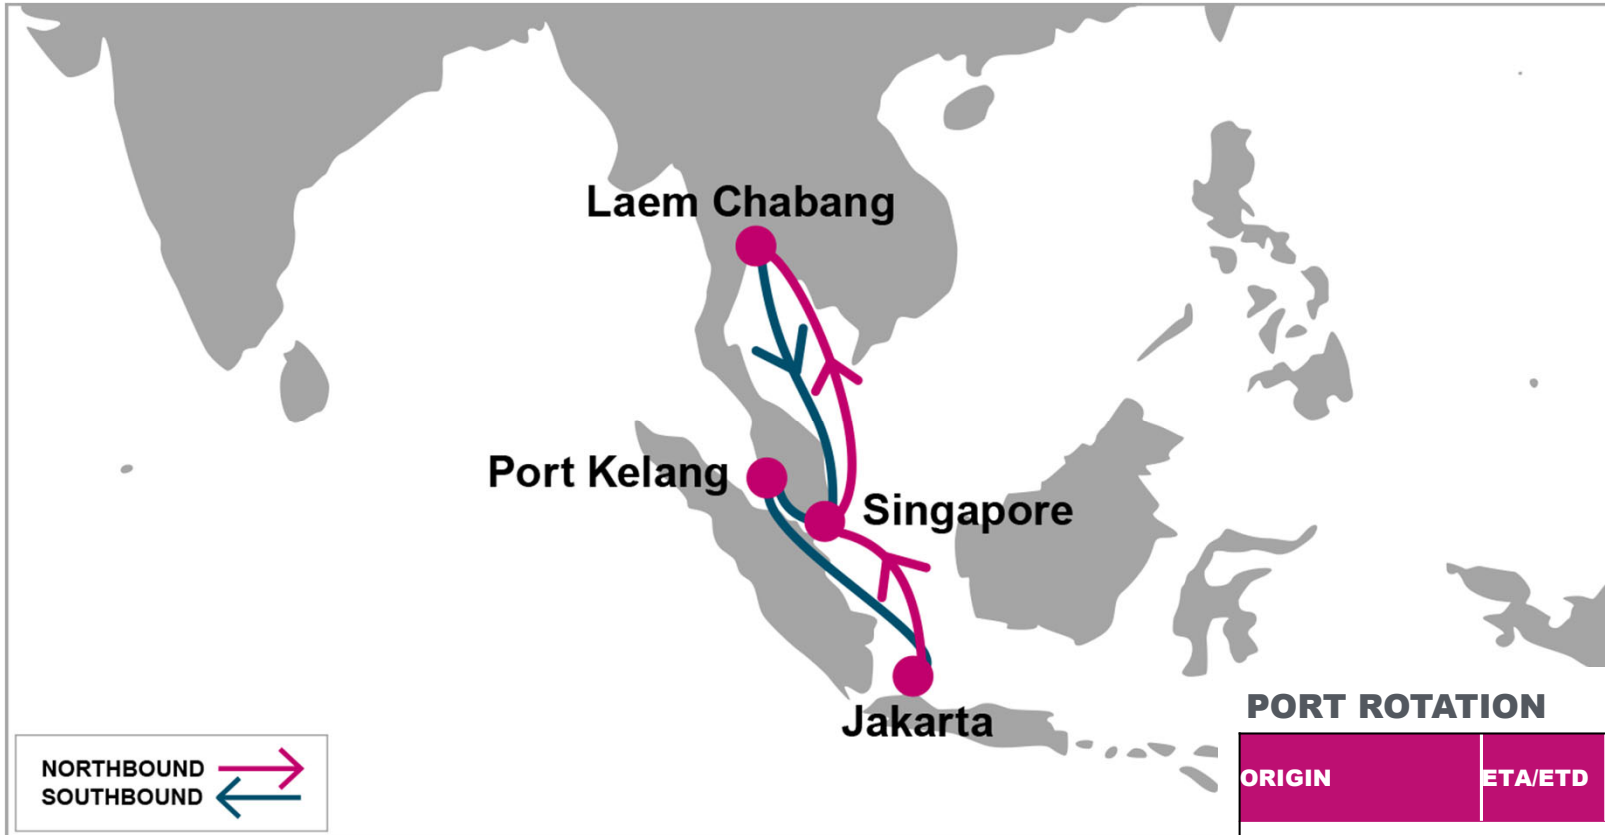 Laem Chabang
Port Kelang
Singapore
Jakarta
NORTHBOUND
SOUTHBOUND
PORT ROTATION
ORIGIN ETA/ETD